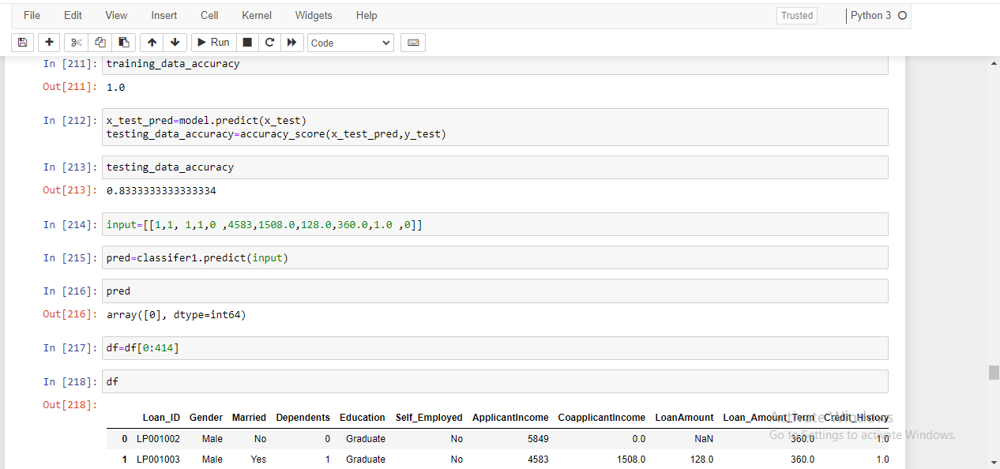 File Edit View Insert Cell Kernel Widgets Help Trusted Python 3
Run Code
In [211]: training_data_accuracy
Out[211]: 1.0
In [212]: x_test_pred=model.predict(x_test)
testing_data_accuracy=accuracy_score(x_test_pred,y_test)
In [213]: testing_data_accuracy
Out[213]: 0.8333333333333334
In [214]: input=[[1,1, 1,1,0 ,4583,1508.0,128.0,360.0,1.0 ,0]]
In [215]: pred=classifer1.predict(input)
In [216]: pred
Out[216]: array([0], dtype=int64)
In [217]: df=df[0:414]
In [218]: df
Out[218]:
Loan_ID Gender Married Dependents Education Self_Employed ApplicantIncome CoapplicantIncome LoanAmount Loan_Amount_Term Credit_History
Activate Windows
0 LP001002 Male No 0 Graduate No 5849 0.0 NaN 360.0 1.0
Go to Settings to activate Windows.
1 LP001003 Male Yes 1 Graduate No 4583 1508.0 128.0 360.0 1.0